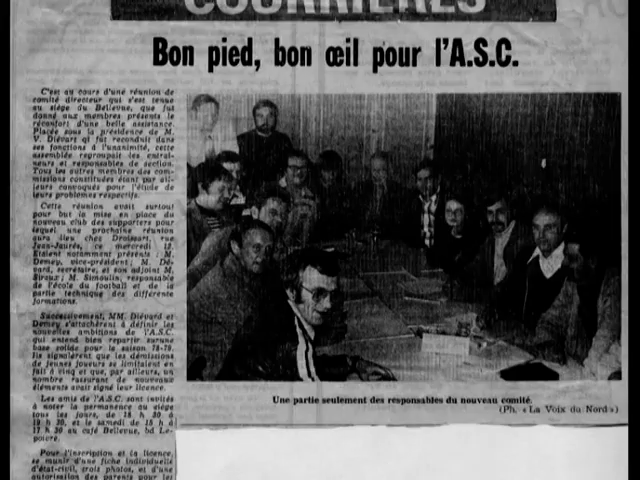 COURRIERES
Bon pied, bon œil pour l'A.S.C.
C'est au cours d'une réunion de
comité directeur qui s'est tenue
au siège du Bellevue, que fut
donné aux membres présents le
réconfort d'une belle assistance.
Placée sous la présidence de M.
V. Diévart qi fut reconduit dans
ses fonctions à l'unanimité, cette
assemblée regroupait les entraî-
neurs et responsables de section.
Tous les autres membres des com-
missions constituées étant par ail-
leurs convoqués pour l'étude de
leurs problèmes respectifs.
Cette réunion avait surtout
pour but la mise en place du
nouveau club des supporters pour
lequel une prochaine réunion
aura lieu chez Droissart, rue
Jean-Jaurès, ce mercredi 12.
Etaient notamment présents : M.
Demey, vice-président; M. Dé-
vard, secrétaire, et son adjoint M.
Siroux; M. Simoulin, responsable
de l'école du football et de la
partie technique des différente
formations.
Successivement, MM. Diévard et
Demey s'attachèrent à définir les
nouvelles ambitions de l'A.S.C.
qui entend bien repartir surune
base solide pour la saison 78-79.
Ils signalèrent que les démissions
de jeunes joueurs se limitaient en
fait à vinq et que, par ailleurs, un
nombre rassurant de nouveaux
éléments avait signé leur licence.
Les amis de l'A.S.C. sont invités
à noter la permanence au siège
tous les jours, de 18 h 30 à
19 h 30, et le samedi de 15 h à
17 h 30 au café Bellevue, bd Le-
poivre.
Pour l'inscription et la licence,
se munir d'une fiche individuelle
d'état-civil, trois photos, et d'une
autorisation des parents pour les
Une partie seulement des responsables du nouveau comité.
(Ph. « La Voix du Nord »)